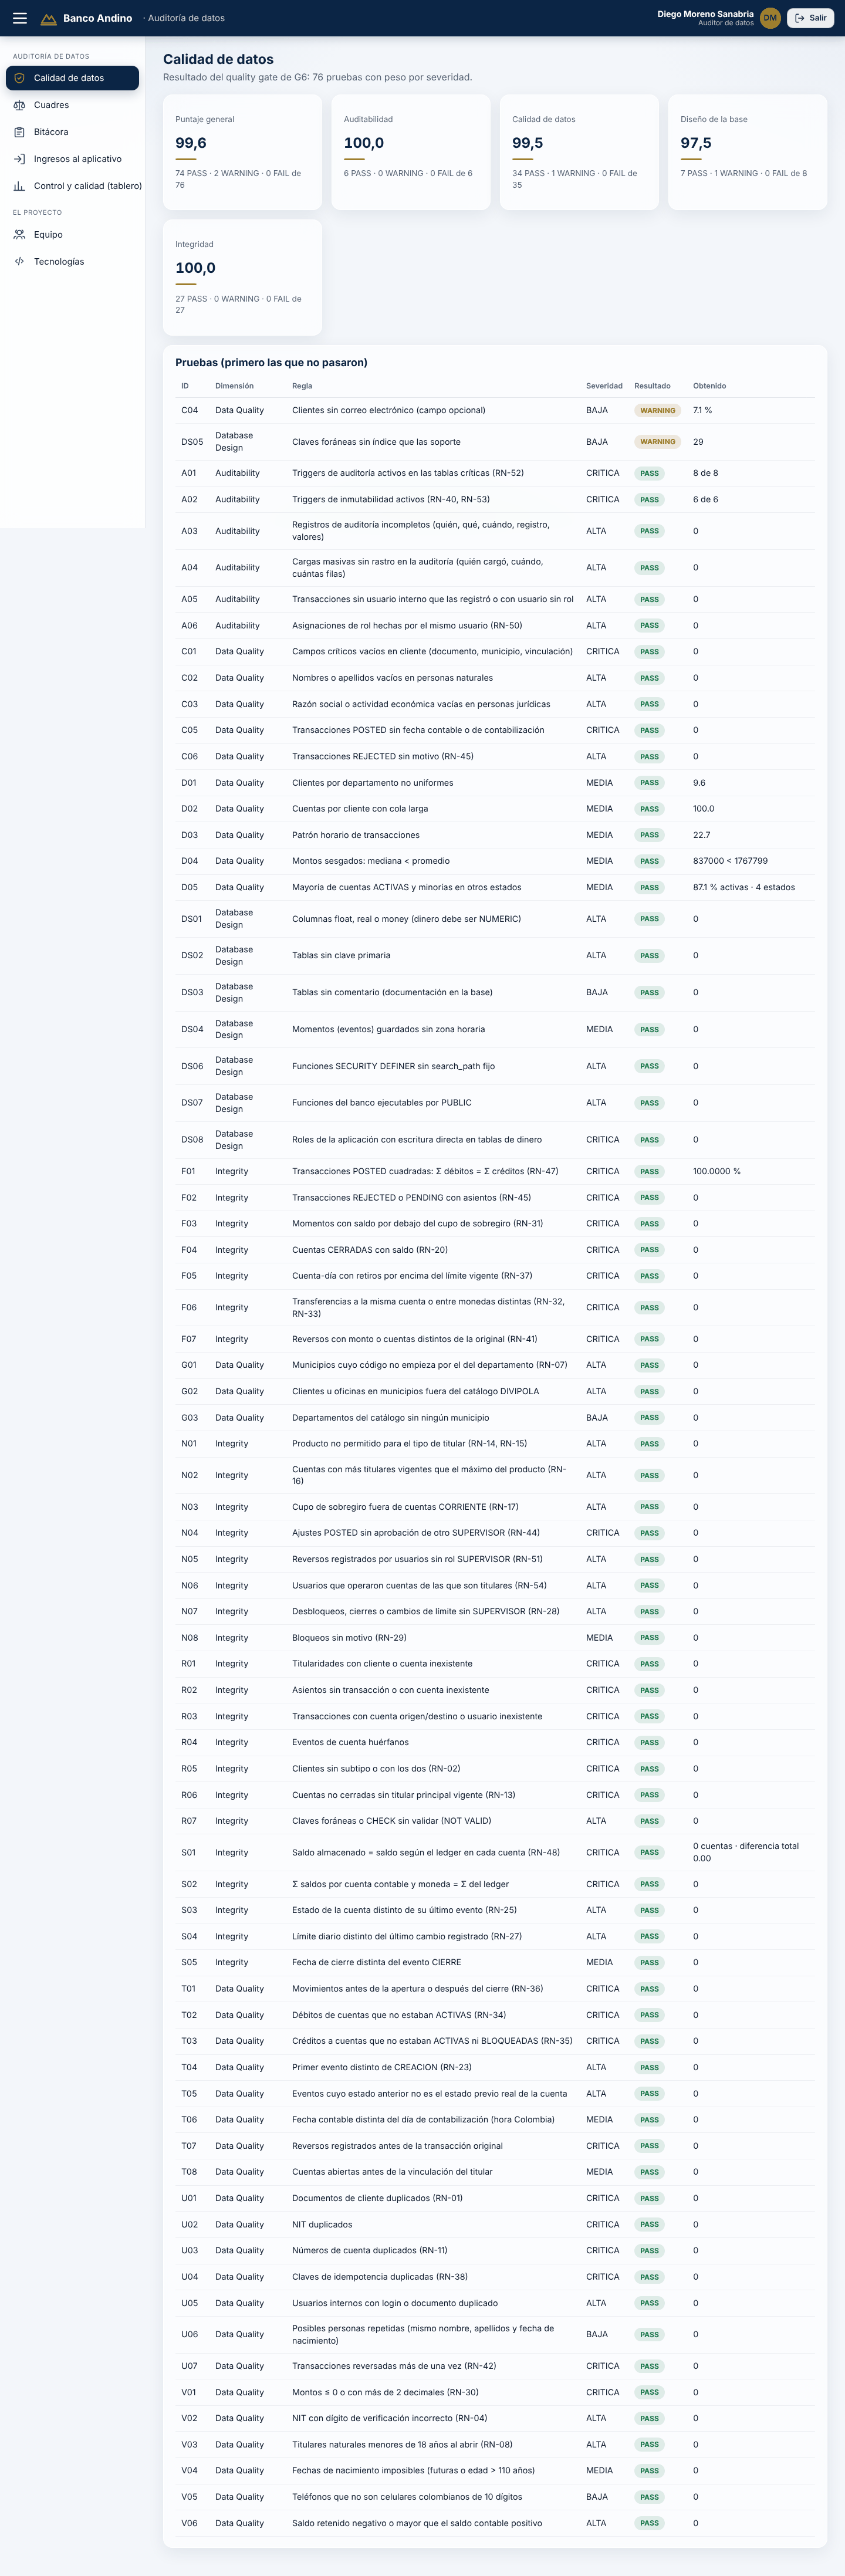 Banco Andino · Auditoría de datos
Diego Moreno Sanabria
Auditor de datos
DM
Salir
AUDITORÍA DE DATOS
Calidad de datos
Cuadres
Bitácora
Ingresos al aplicativo
Control y calidad (tablero)
EL PROYECTO
Equipo
Tecnologías
Calidad de datos
Resultado del quality gate de G6: 76 pruebas con peso por severidad.
Puntaje general
99,6
74 PASS · 2 WARNING · 0 FAIL de
76
Auditabilidad
100,0
6 PASS · 0 WARNING · 0 FAIL de 6
Calidad de datos
99,5
34 PASS · 1 WARNING · 0 FAIL de
35
Diseño de la base
97,5
7 PASS · 1 WARNING · 0 FAIL de 8
Integridad
100,0
27 PASS · 0 WARNING · 0 FAIL de
27
Pruebas (primero las que no pasaron)
ID Dimensión Regla Severidad Resultado Obtenido
C04 Data Quality Clientes sin correo electrónico (campo opcional) BAJA WARNING 7.1 %
DS05 Database Design Claves foráneas sin índice que las soporte BAJA WARNING 29
A01 Auditability Triggers de auditoría activos en las tablas críticas (RN-52) CRITICA PASS 8 de 8
A02 Auditability Triggers de inmutabilidad activos (RN-40, RN-53) CRITICA PASS 6 de 6
A03 Auditability Registros de auditoría incompletos (quién, qué, cuándo, registro, valores) ALTA PASS 0
A04 Auditability Cargas masivas sin rastro en la auditoría (quién cargó, cuándo, cuántas filas) ALTA PASS 0
A05 Auditability Transacciones sin usuario interno que las registró o con usuario sin rol ALTA PASS 0
A06 Auditability Asignaciones de rol hechas por el mismo usuario (RN-50) ALTA PASS 0
C01 Data Quality Campos críticos vacíos en cliente (documento, municipio, vinculación) CRITICA PASS 0
C02 Data Quality Nombres o apellidos vacíos en personas naturales ALTA PASS 0
C03 Data Quality Razón social o actividad económica vacías en personas jurídicas ALTA PASS 0
C05 Data Quality Transacciones POSTED sin fecha contable o de contabilización CRITICA PASS 0
C06 Data Quality Transacciones REJECTED sin motivo (RN-45) ALTA PASS 0
D01 Data Quality Clientes por departamento no uniformes MEDIA PASS 9.6
D02 Data Quality Cuentas por cliente con cola larga MEDIA PASS 100.0
D03 Data Quality Patrón horario de transacciones MEDIA PASS 22.7
D04 Data Quality Montos sesgados: mediana < promedio MEDIA PASS 837000 < 1767799
D05 Data Quality Mayoría de cuentas ACTIVAS y minorías en otros estados MEDIA PASS 87.1 % activas · 4 estados
DS01 Database Design Columnas float, real o money (dinero debe ser NUMERIC) ALTA PASS 0
DS02 Database Design Tablas sin clave primaria ALTA PASS 0
DS03 Database Design Tablas sin comentario (documentación en la base) BAJA PASS 0
DS04 Database Design Momentos (eventos) guardados sin zona horaria MEDIA PASS 0
DS06 Database Design Funciones SECURITY DEFINER sin search_path fijo ALTA PASS 0
DS07 Database Design Funciones del banco ejecutables por PUBLIC ALTA PASS 0
DS08 Database Design Roles de la aplicación con escritura directa en tablas de dinero CRITICA PASS 0
F01 Integrity Transacciones POSTED cuadradas: Σ débitos = Σ créditos (RN-47) CRITICA PASS 100.0000 %
F02 Integrity Transacciones REJECTED o PENDING con asientos (RN-45) CRITICA PASS 0
F03 Integrity Momentos con saldo por debajo del cupo de sobregiro (RN-31) CRITICA PASS 0
F04 Integrity Cuentas CERRADAS con saldo (RN-20) CRITICA PASS 0
F05 Integrity Cuenta-día con retiros por encima del límite vigente (RN-37) CRITICA PASS 0
F06 Integrity Transferencias a la misma cuenta o entre monedas distintas (RN-32, RN-33) CRITICA PASS 0
F07 Integrity Reversos con monto o cuentas distintos de la original (RN-41) CRITICA PASS 0
G01 Data Quality Municipios cuyo código no empieza por el del departamento (RN-07) ALTA PASS 0
G02 Data Quality Clientes u oficinas en municipios fuera del catálogo DIVIPOLA ALTA PASS 0
G03 Data Quality Departamentos del catálogo sin ningún municipio BAJA PASS 0
N01 Integrity Producto no permitido para el tipo de titular (RN-14, RN-15) ALTA PASS 0
N02 Integrity Cuentas con más titulares vigentes que el máximo del producto (RN-16) ALTA PASS 0
N03 Integrity Cupo de sobregiro fuera de cuentas CORRIENTE (RN-17) ALTA PASS 0
N04 Integrity Ajustes POSTED sin aprobación de otro SUPERVISOR (RN-44) CRITICA PASS 0
N05 Integrity Reversos registrados por usuarios sin rol SUPERVISOR (RN-51) ALTA PASS 0
N06 Integrity Usuarios que operaron cuentas de las que son titulares (RN-54) ALTA PASS 0
N07 Integrity Desbloqueos, cierres o cambios de límite sin SUPERVISOR (RN-28) ALTA PASS 0
N08 Integrity Bloqueos sin motivo (RN-29) MEDIA PASS 0
R01 Integrity Titularidades con cliente o cuenta inexistente CRITICA PASS 0
R02 Integrity Asientos sin transacción o con cuenta inexistente CRITICA PASS 0
R03 Integrity Transacciones con cuenta origen/destino o usuario inexistente CRITICA PASS 0
R04 Integrity Eventos de cuenta huérfanos CRITICA PASS 0
R05 Integrity Clientes sin subtipo o con los dos (RN-02) CRITICA PASS 0
R06 Integrity Cuentas no cerradas sin titular principal vigente (RN-13) CRITICA PASS 0
R07 Integrity Claves foráneas o CHECK sin validar (NOT VALID) ALTA PASS 0
S01 Integrity Saldo almacenado = saldo según el ledger en cada cuenta (RN-48) CRITICA PASS 0 cuentas · diferencia total 0.00
S02 Integrity Σ saldos por cuenta contable y moneda = Σ del ledger CRITICA PASS 0
S03 Integrity Estado de la cuenta distinto de su último evento (RN-25) ALTA PASS 0
S04 Integrity Límite diario distinto del último cambio registrado (RN-27) ALTA PASS 0
S05 Integrity Fecha de cierre distinta del evento CIERRE MEDIA PASS 0
T01 Data Quality Movimientos antes de la apertura o después del cierre (RN-36) CRITICA PASS 0
T02 Data Quality Débitos de cuentas que no estaban ACTIVAS (RN-34) CRITICA PASS 0
T03 Data Quality Créditos a cuentas que no estaban ACTIVAS ni BLOQUEADAS (RN-35) CRITICA PASS 0
T04 Data Quality Primer evento distinto de CREACION (RN-23) ALTA PASS 0
T05 Data Quality Eventos cuyo estado anterior no es el estado previo real de la cuenta ALTA PASS 0
T06 Data Quality Fecha contable distinta del día de contabilización (hora Colombia) MEDIA PASS 0
T07 Data Quality Reversos registrados antes de la transacción original CRITICA PASS 0
T08 Data Quality Cuentas abiertas antes de la vinculación del titular MEDIA PASS 0
U01 Data Quality Documentos de cliente duplicados (RN-01) CRITICA PASS 0
U02 Data Quality NIT duplicados CRITICA PASS 0
U03 Data Quality Números de cuenta duplicados (RN-11) CRITICA PASS 0
U04 Data Quality Claves de idempotencia duplicadas (RN-38) CRITICA PASS 0
U05 Data Quality Usuarios internos con login o documento duplicado ALTA PASS 0
U06 Data Quality Posibles personas repetidas (mismo nombre, apellidos y fecha de nacimiento) BAJA PASS 0
U07 Data Quality Transacciones reversadas más de una vez (RN-42) CRITICA PASS 0
V01 Data Quality Montos ≤ 0 o con más de 2 decimales (RN-30) CRITICA PASS 0
V02 Data Quality NIT con dígito de verificación incorrecto (RN-04) ALTA PASS 0
V03 Data Quality Titulares naturales menores de 18 años al abrir (RN-08) ALTA PASS 0
V04 Data Quality Fechas de nacimiento imposibles (futuras o edad > 110 años) MEDIA PASS 0
V05 Data Quality Teléfonos que no son celulares colombianos de 10 dígitos BAJA PASS 0
V06 Data Quality Saldo retenido negativo o mayor que el saldo contable positivo ALTA PASS 0